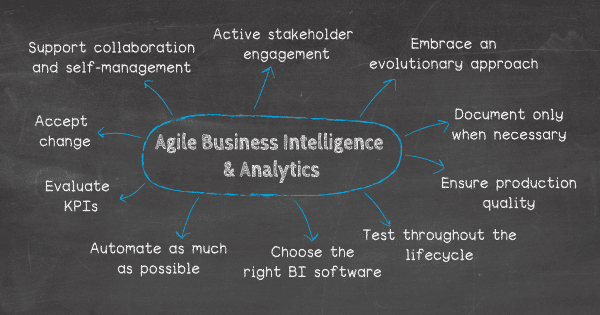 Active stakeholder
engagement
Support collaboration
and self-management
Embrace an
evolutionary approach
Accept
change
Document only
when necessary
Agile Business Intelligence
& Analytics
Evaluate
KPIs
Ensure production
quality
Automate as much
as possible
Choose the
right BI software
Test throughout the
lifecycle